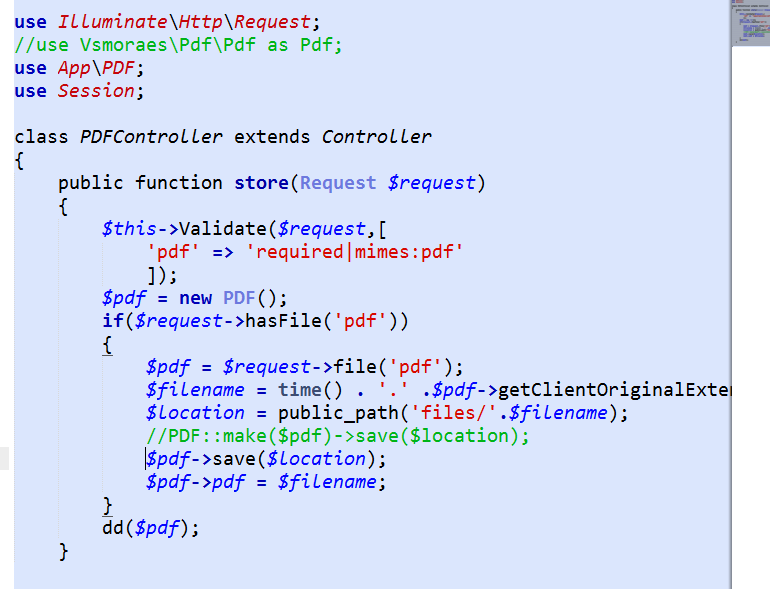 use Illuminate\Http\Request;
//use Vsmoraes\Pdf\Pdf as Pdf;
use App\PDF;
use Session;
class PDFController extends Controller
{
public function store(Request $request)
{
$this->Validate($request,[
'pdf' => 'required|mimes:pdf'
]);
$pdf = new PDF();
if($request->hasFile('pdf'))
{
$pdf = $request->file('pdf');
$filename = time() . '.' .$pdf->getClientOriginalExte
$location = public_path('files/'.$filename);
//PDF::make($pdf)->save($location);
$pdf->save($location);
$pdf->pdf = $filename;
}
dd($pdf);
}